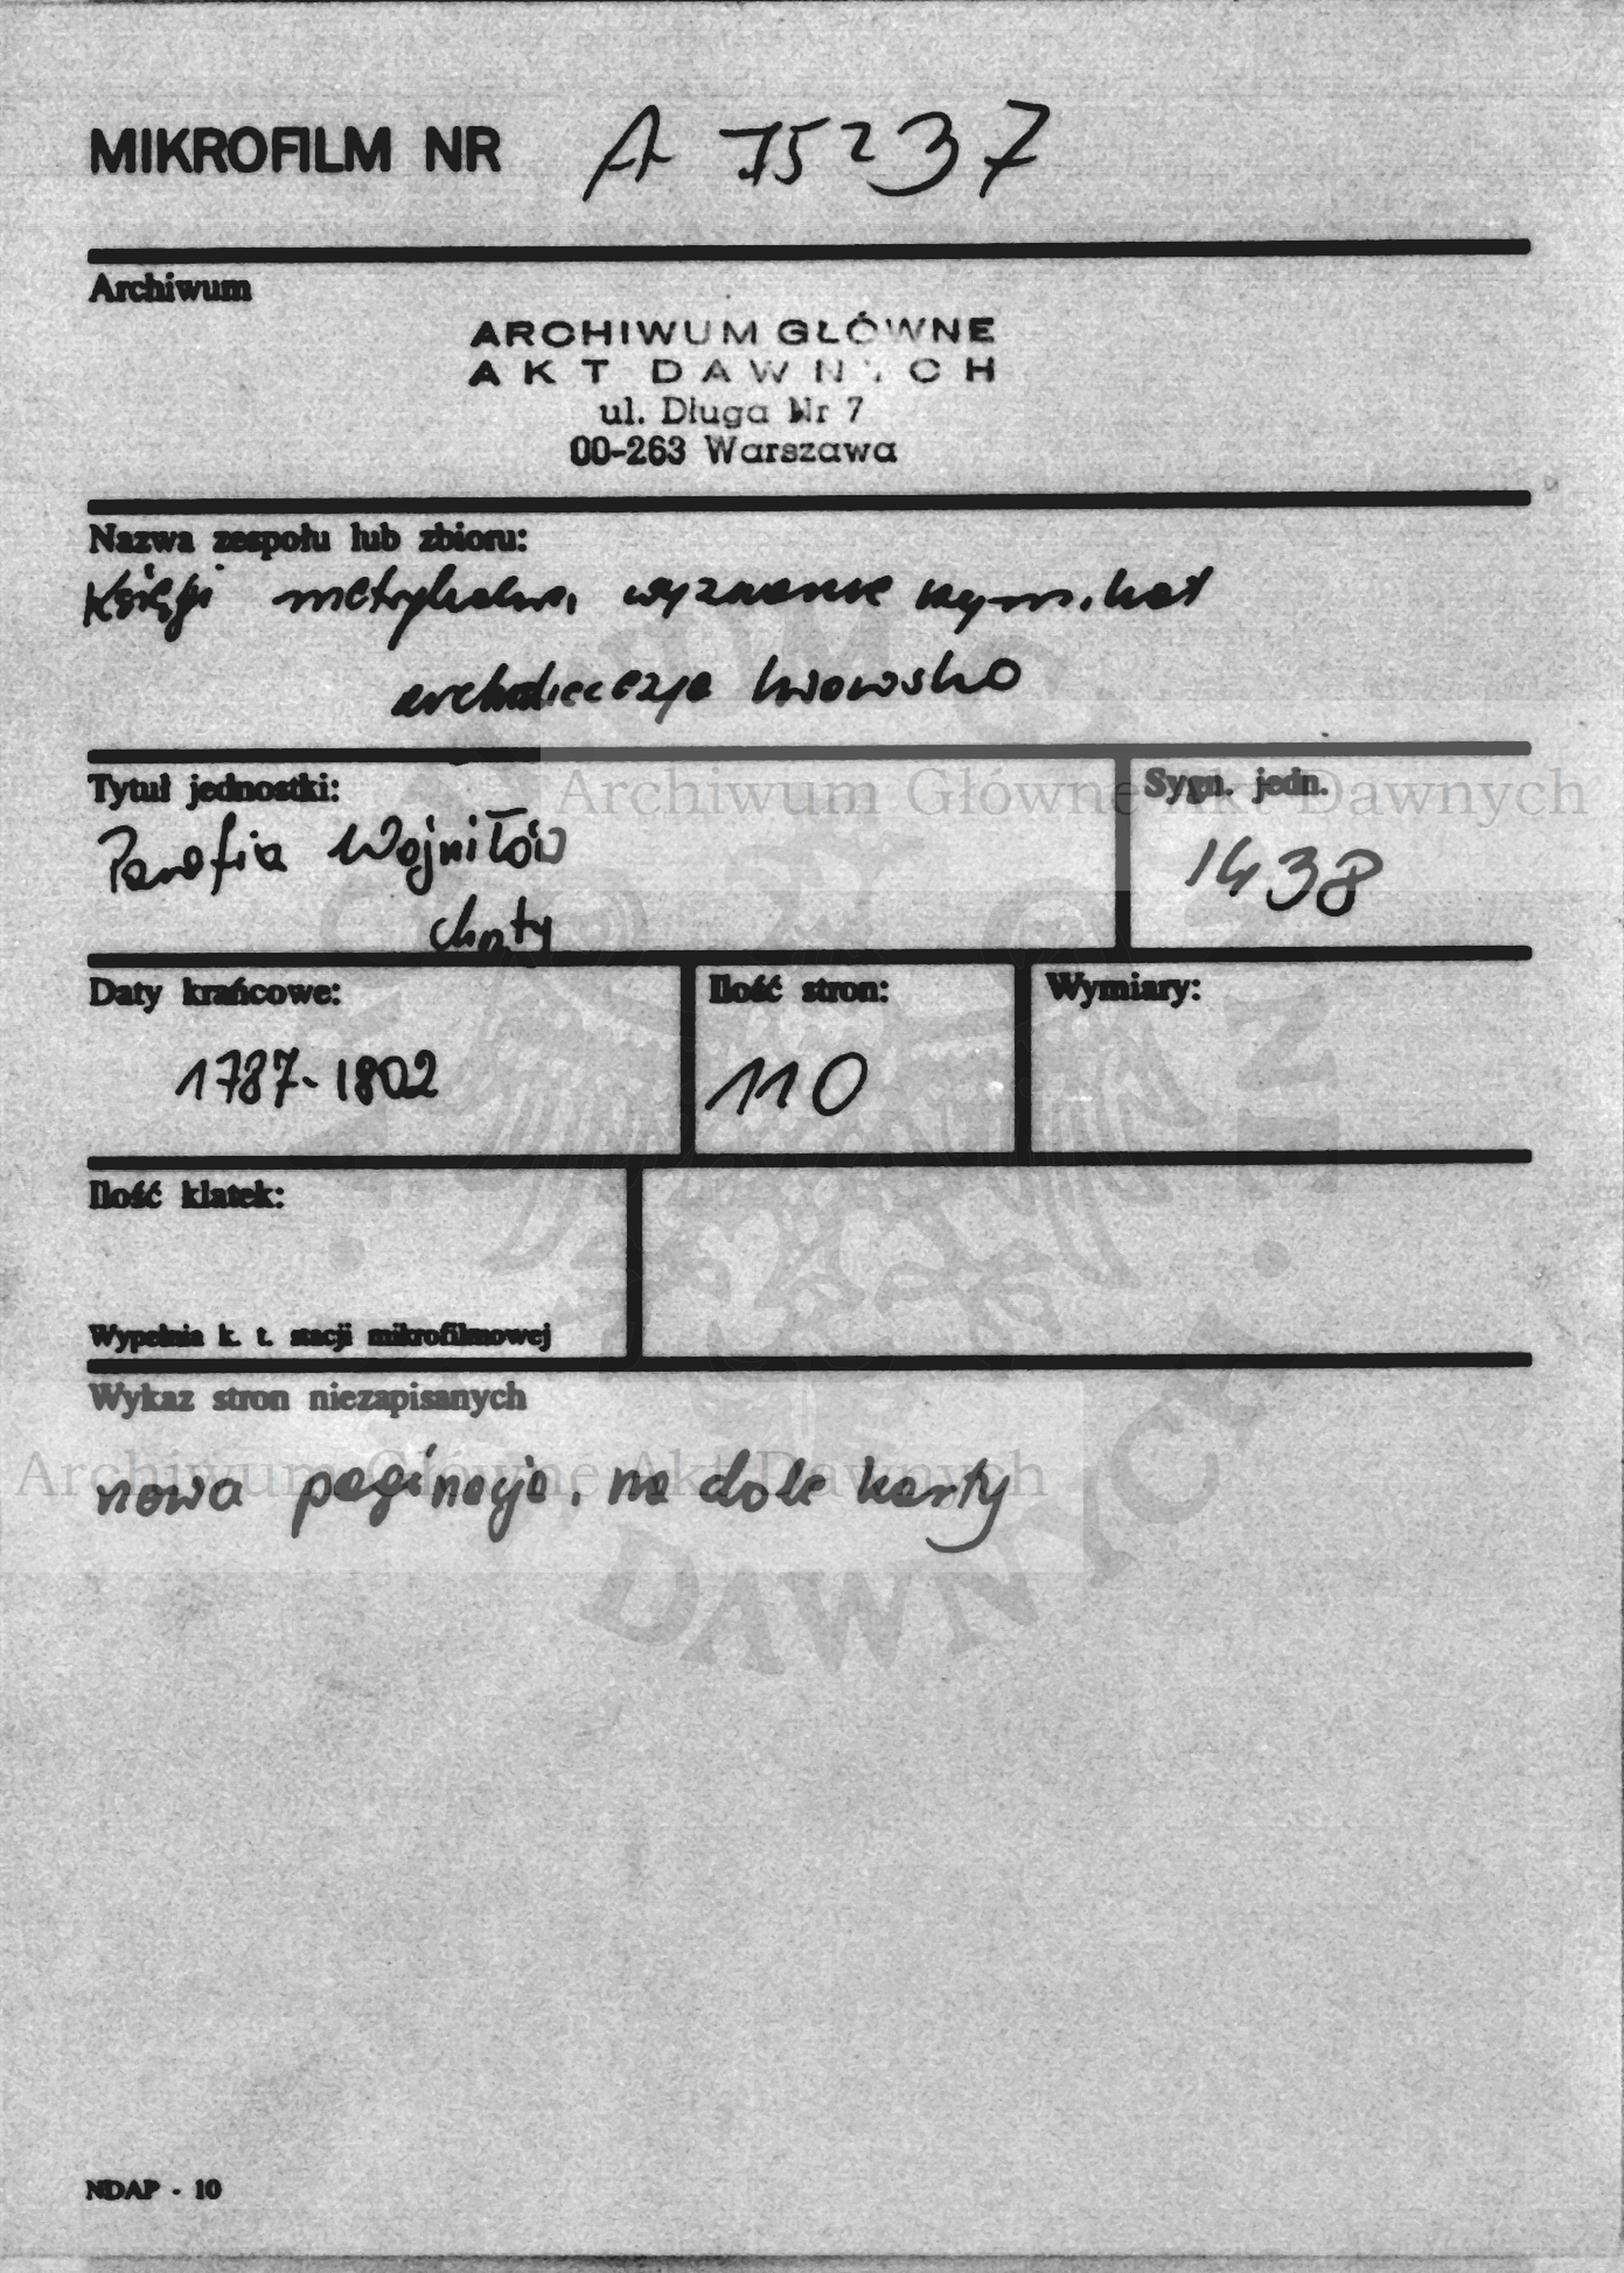 MIKROFILM NR A 75237
Archiwum
ARCHIWUM GŁÓWNE
AKT DAWNYCH
ul. Długa Nr 7
00-263 Warszawa
Nazwa zespołu lub zbioru:
Księgi metrykalne, wyznanie rzym. kat
archidiecezja lwowska
Tytuł jednostki:
Parafia Wojniłów
chrzty
Sygn. jedn.
1438
Daty krańcowe:
1787-1802
Ilość stron:
110
Wymiary:
Ilość klatek:
Wypełnia k. t. stacji mikrofilmowej
Wykaz stron niezapisanych
nowa paginacja, na dole karty
Archiwum Główne Akt Dawnych
Archiwum Główne Akt Dawnych
DAWNYCH
NDAP - 10